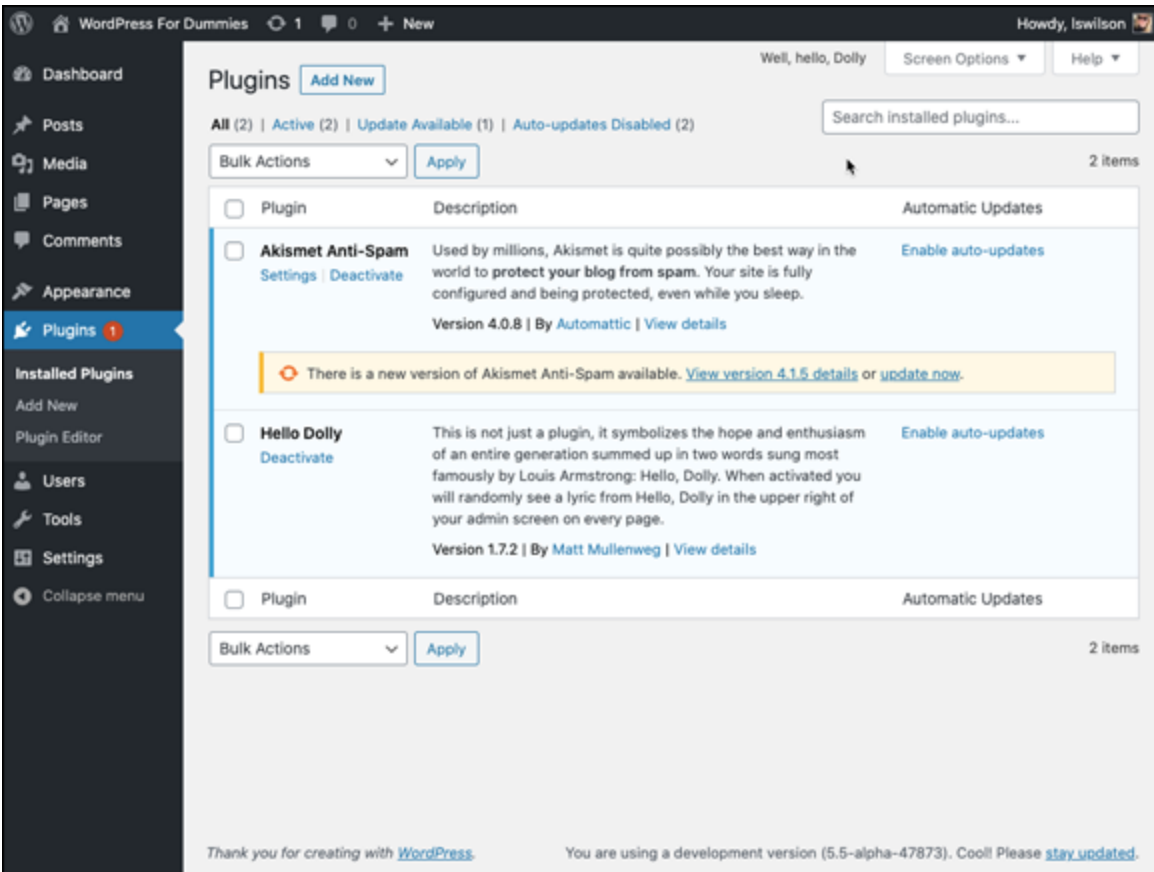 WordPress For Dummies 1 0 + New Howdy, lswilson
Dashboard
Posts
Media
Pages
Comments
Appearance
Plugins 1
Installed Plugins
Add New
Plugin Editor
Users
Tools
Settings
Collapse menu
Well, hello, Dolly Screen Options ▼ Help ▼
Plugins Add New
All (2) | Active (2) | Update Available (1) | Auto-updates Disabled (2)
Search installed plugins...
Bulk Actions Apply 2 items
Plugin Description Automatic Updates
Akismet Anti-Spam
Settings | Deactivate
Used by millions, Akismet is quite possibly the best way in the
world to protect your blog from spam. Your site is fully
configured and being protected, even while you sleep.
Version 4.0.8 | By Automattic | View details
Enable auto-updates
There is a new version of Akismet Anti-Spam available. View version 4.1.5 details or update now.
Hello Dolly
Deactivate
This is not just a plugin, it symbolizes the hope and enthusiasm
of an entire generation summed up in two words sung most
famously by Louis Armstrong: Hello, Dolly. When activated you
will randomly see a lyric from Hello, Dolly in the upper right of
your admin screen on every page.
Version 1.7.2 | By Matt Mullenweg | View details
Enable auto-updates
Plugin Description Automatic Updates
Bulk Actions Apply 2 items
Thank you for creating with WordPress. You are using a development version (5.5-alpha-47873). Cool! Please stay updated.